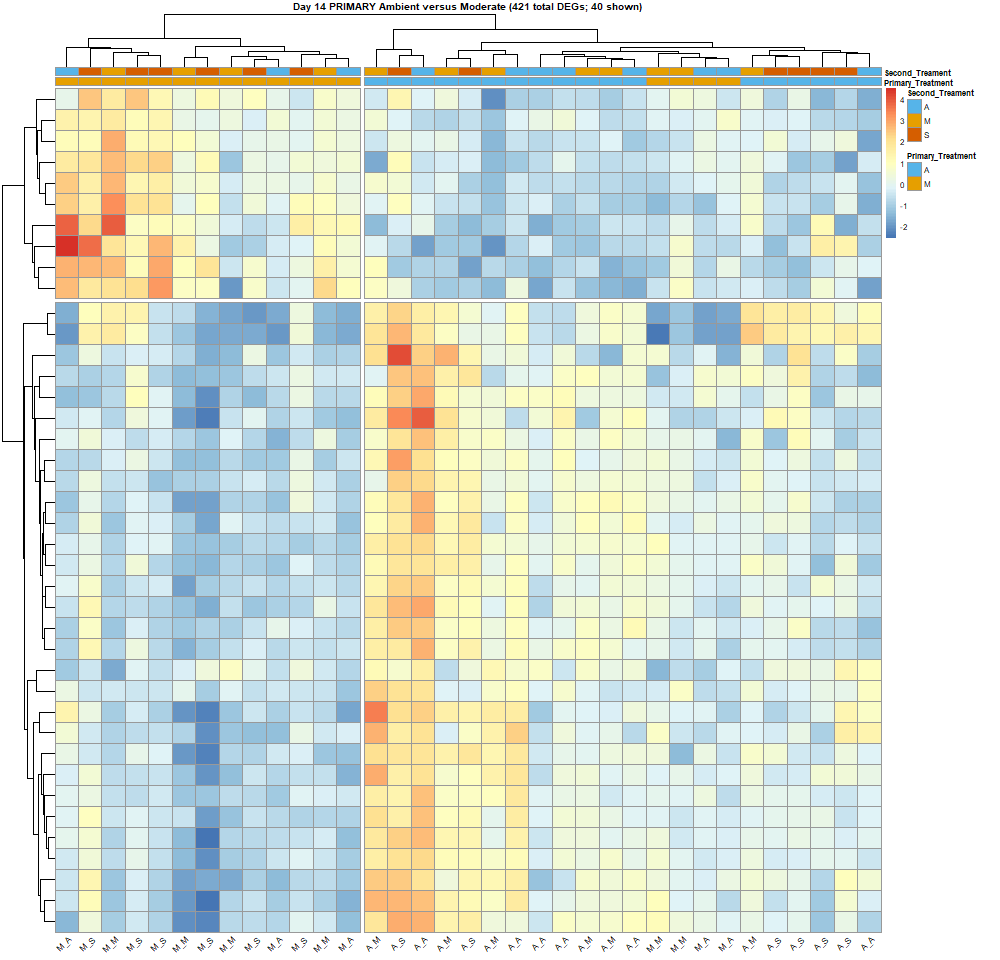 Day 14 PRIMARY Ambient versus Moderate (421 total DEGs; 40 shown)
Second_Treament
Primary_Treatment
4
3
2
1
0
-1
-2
Second_Treament
A
M
S
Primary_Treatment
A
M
M_A M_S M_M M_S M_S M_M M_S M_M M_S M_A M_S M_M M_A A_M A_S A_A A_M A_S A_M A_A A_A A_A A_M A_M A_A M_M M_M M_A M_A A_M A_S A_S A_S A_S A_A